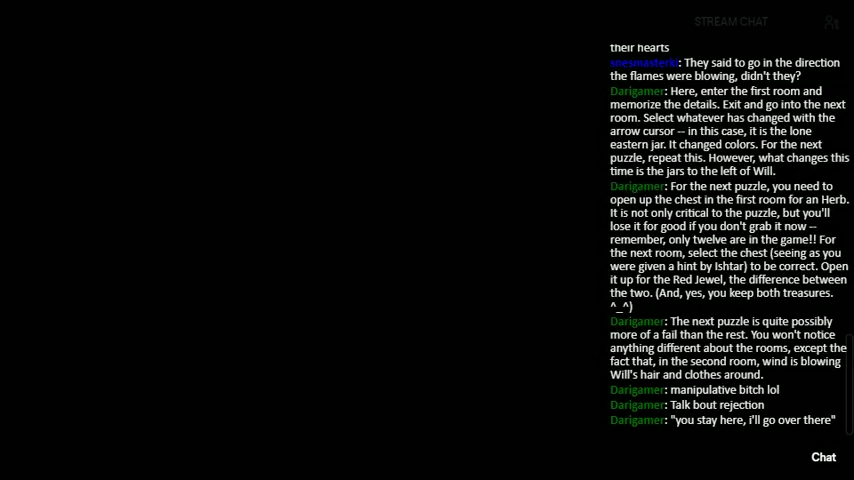 STREAM CHAT
their hearts
snesmasterki: They said to go in the direction
the flames were blowing, didn't they?
Darigamer: Here, enter the first room and
memorize the details. Exit and go into the next
room. Select whatever has changed with the
arrow cursor -- in this case, it is the lone
eastern jar. It changed colors. For the next
puzzle, repeat this. However, what changes this
time is the jars to the left of Will.
Darigamer: For the next puzzle, you need to
open up the chest in the first room for an Herb.
It is not only critical to the puzzle, but you'll
lose it for good if you don't grab it now --
remember, only twelve are in the game!! For
the next room, select the chest (seeing as you
were given a hint by Ishtar) to be correct. Open
it up for the Red Jewel, the difference between
the two. (And, yes, you keep both treasures.
^_^)
Darigamer: The next puzzle is quite possibly
more of a fail than the rest. You won't notice
anything different about the rooms, except the
fact that, in the second room, wind is blowing
Will's hair and clothes around.
Darigamer: manipulative bitch lol
Darigamer: Talk bout rejection
Darigamer: "you stay here, i'll go over there"
Chat